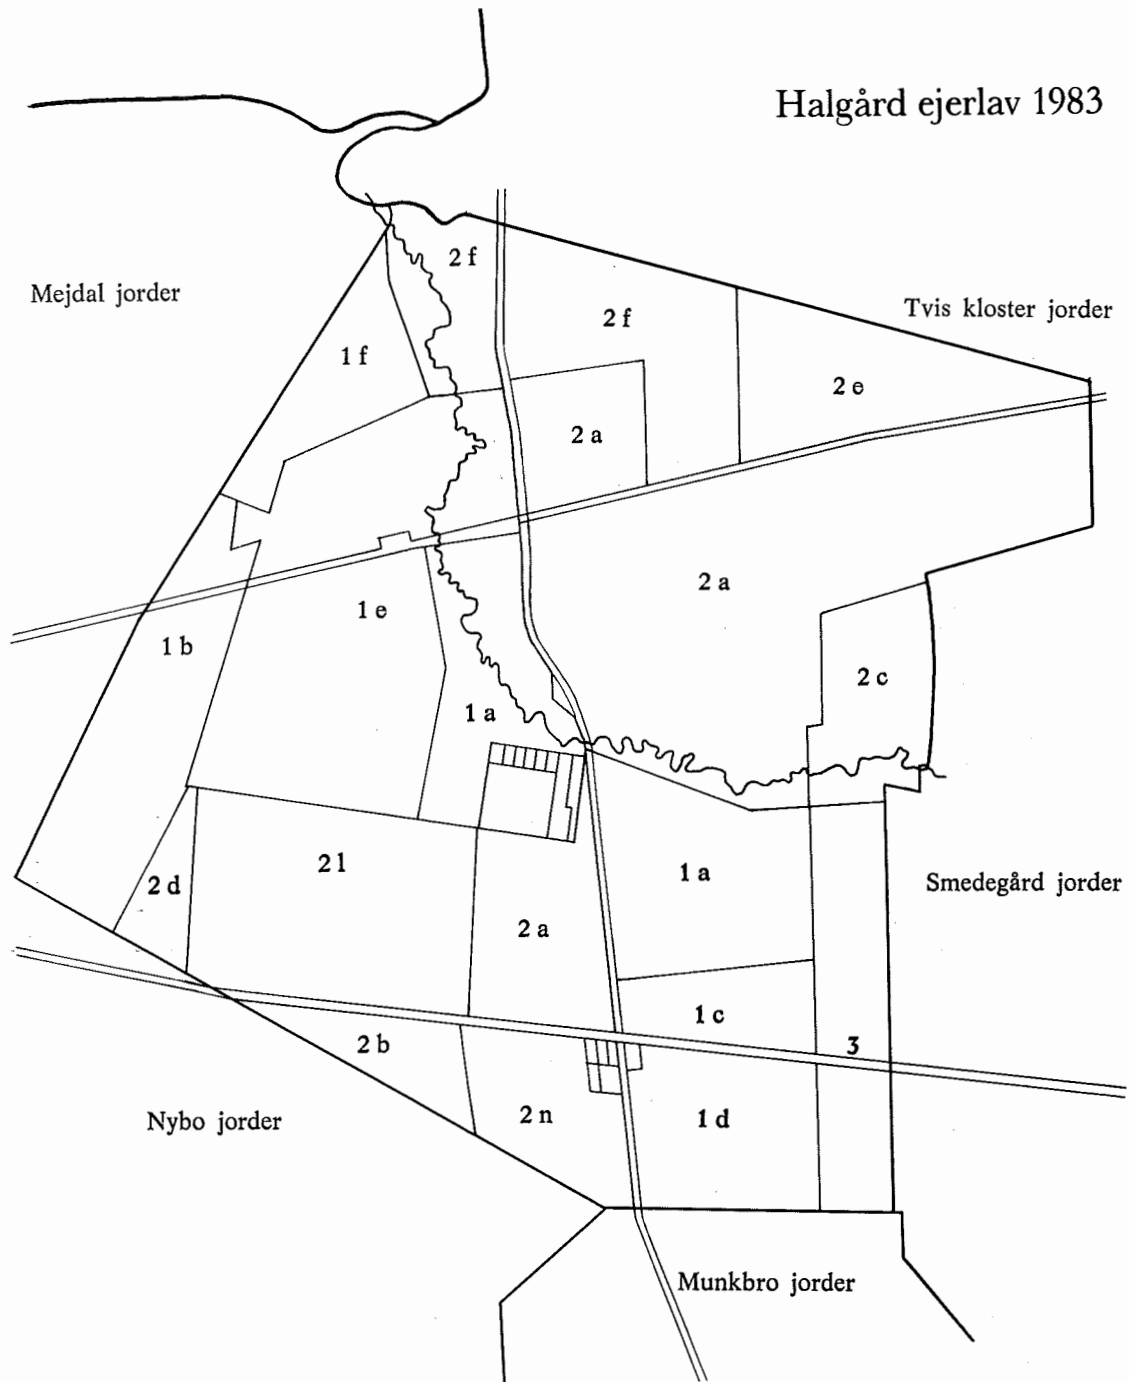 Halgård ejerlav 1983
2 f
Mejdal jorder
Tvis kloster jorder
2 f
1 f
2 e
2 a
2 a
1 e
1 b
2 c
1 a
2 l
1 a
2 d
Smedegård jorder
2 a
1 c
2 b
3
2 n
1 d
Nybo jorder
Munkbro jorder